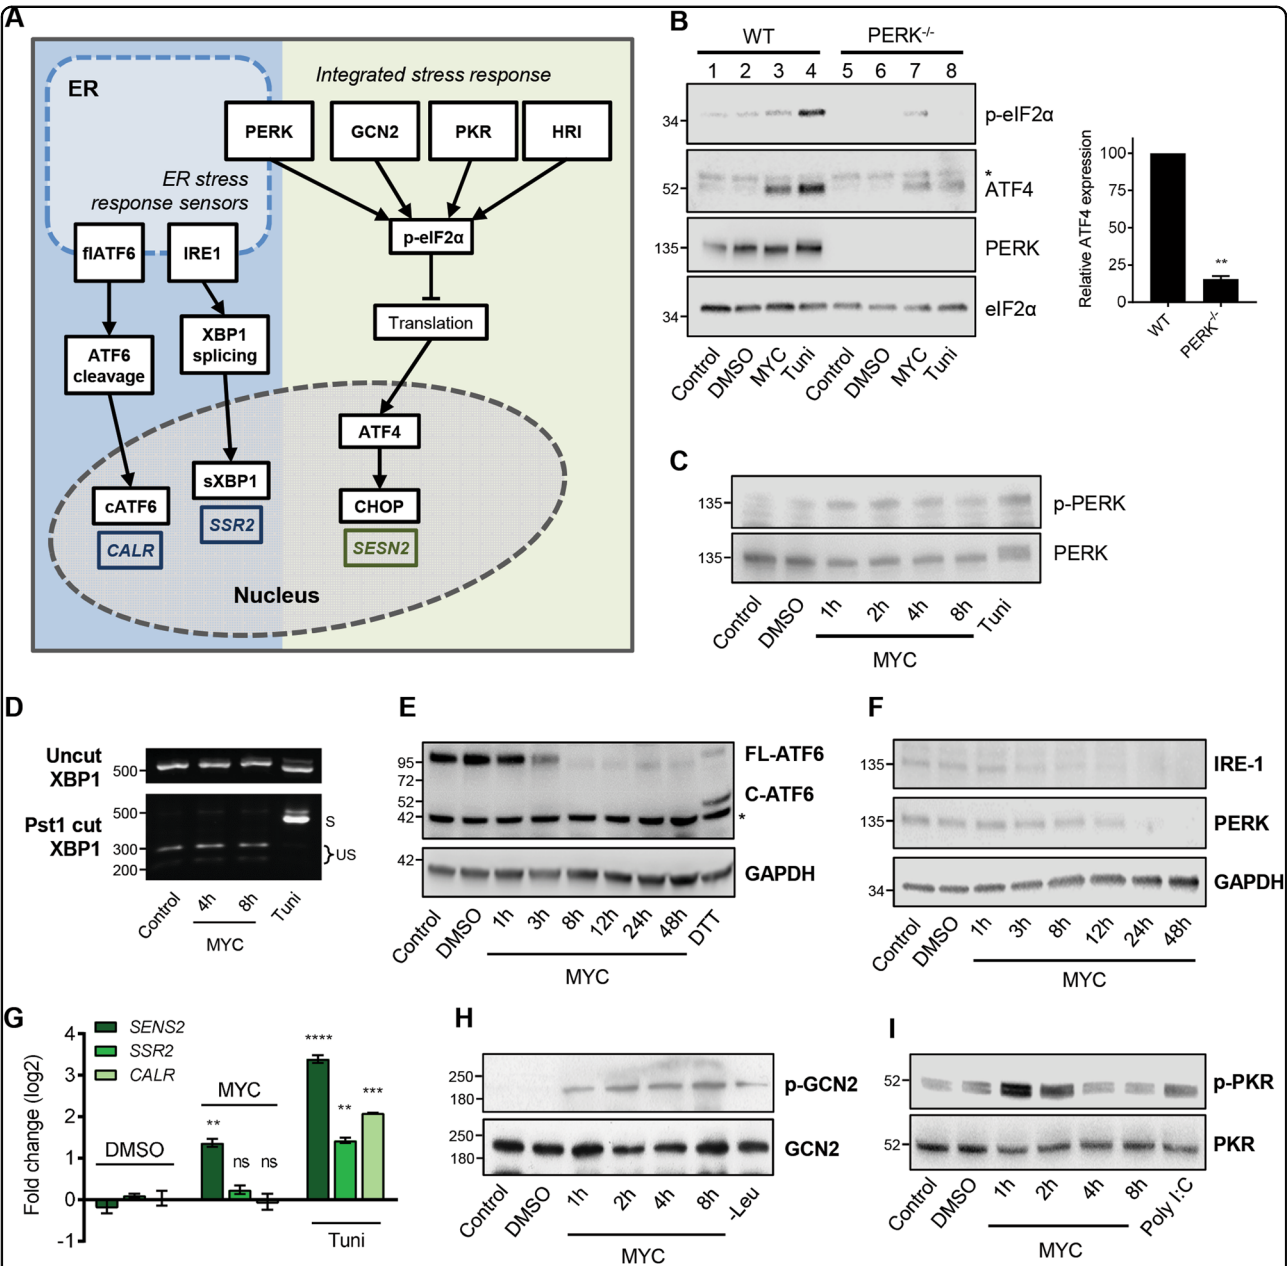 A
ER
Integrated stress response
PERK
GCN2
PKR
HRI
ER stress
response sensors
p-eIF2α
flATF6
IRE1
Translation
XBP1
splicing
ATF6
cleavage
ATF4
sXBP1
cATF6
CHOP
SSR2
CALR
SESN2
Nucleus
B
WT
PERK-/-
1 2 3 4 5 6 7 8
34
p-eIF2α
*
52
ATF4
135
PERK
34
eIF2α
Control
DMSO
MYC
Tuni
Control
DMSO
MYC
Tuni
Relative ATF4 expression
100
75
50
25
0
**
WT
PERK-/-
C
135
p-PERK
135
PERK
Control
DMSO
1h
2h
4h
8h
Tuni
MYC
D
Uncut
XBP1
500
Pst1 cut
XBP1
500
300
200
S
}US
Control
4h
8h
Tuni
MYC
E
95
72
52
42
FL-ATF6
C-ATF6
*
42
GAPDH
Control
DMSO
1h
3h
8h
12h
24h
48h
DTT
MYC
F
135
IRE-1
135
PERK
34
GAPDH
Control
DMSO
1h
3h
8h
12h
24h
48h
MYC
G
Fold change (log2)
4
3
2
1
0
-1
SENS2
SSR2
CALR
DMSO
MYC
**
ns
ns
****
**
***
Tuni
H
250
180
p-GCN2
250
180
GCN2
Control
DMSO
1h
2h
4h
8h
-Leu
MYC
I
52
p-PKR
52
PKR
Control
DMSO
1h
2h
4h
8h
Poly I:C
MYC